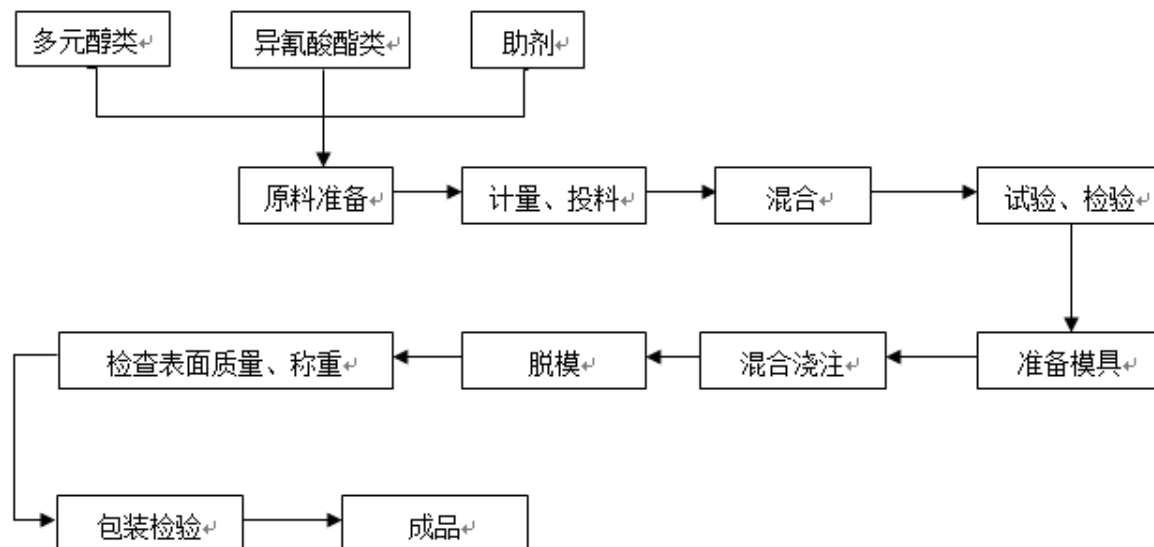 多元醇类
异氰酸酯类
助剂
原料准备
计量、投料
混合
试验、检验
准备模具
混合浇注
脱模
检查表面质量、称重
包装检验
成品